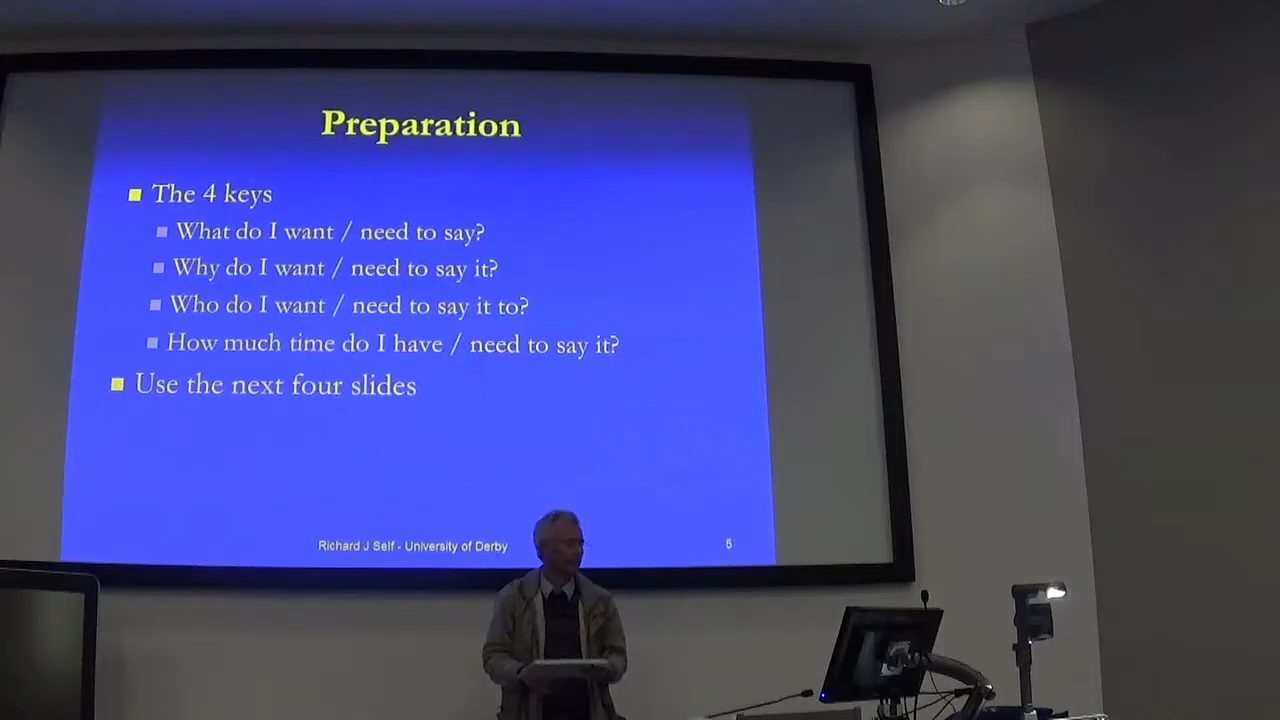 Preparation
The 4 keys
What do I want / need to say?
Why do I want / need to say it?
Who do I want / need to say it to?
How much time do I have / need to say it?
Use the next four slides
Richard J Self - University of Derby
6